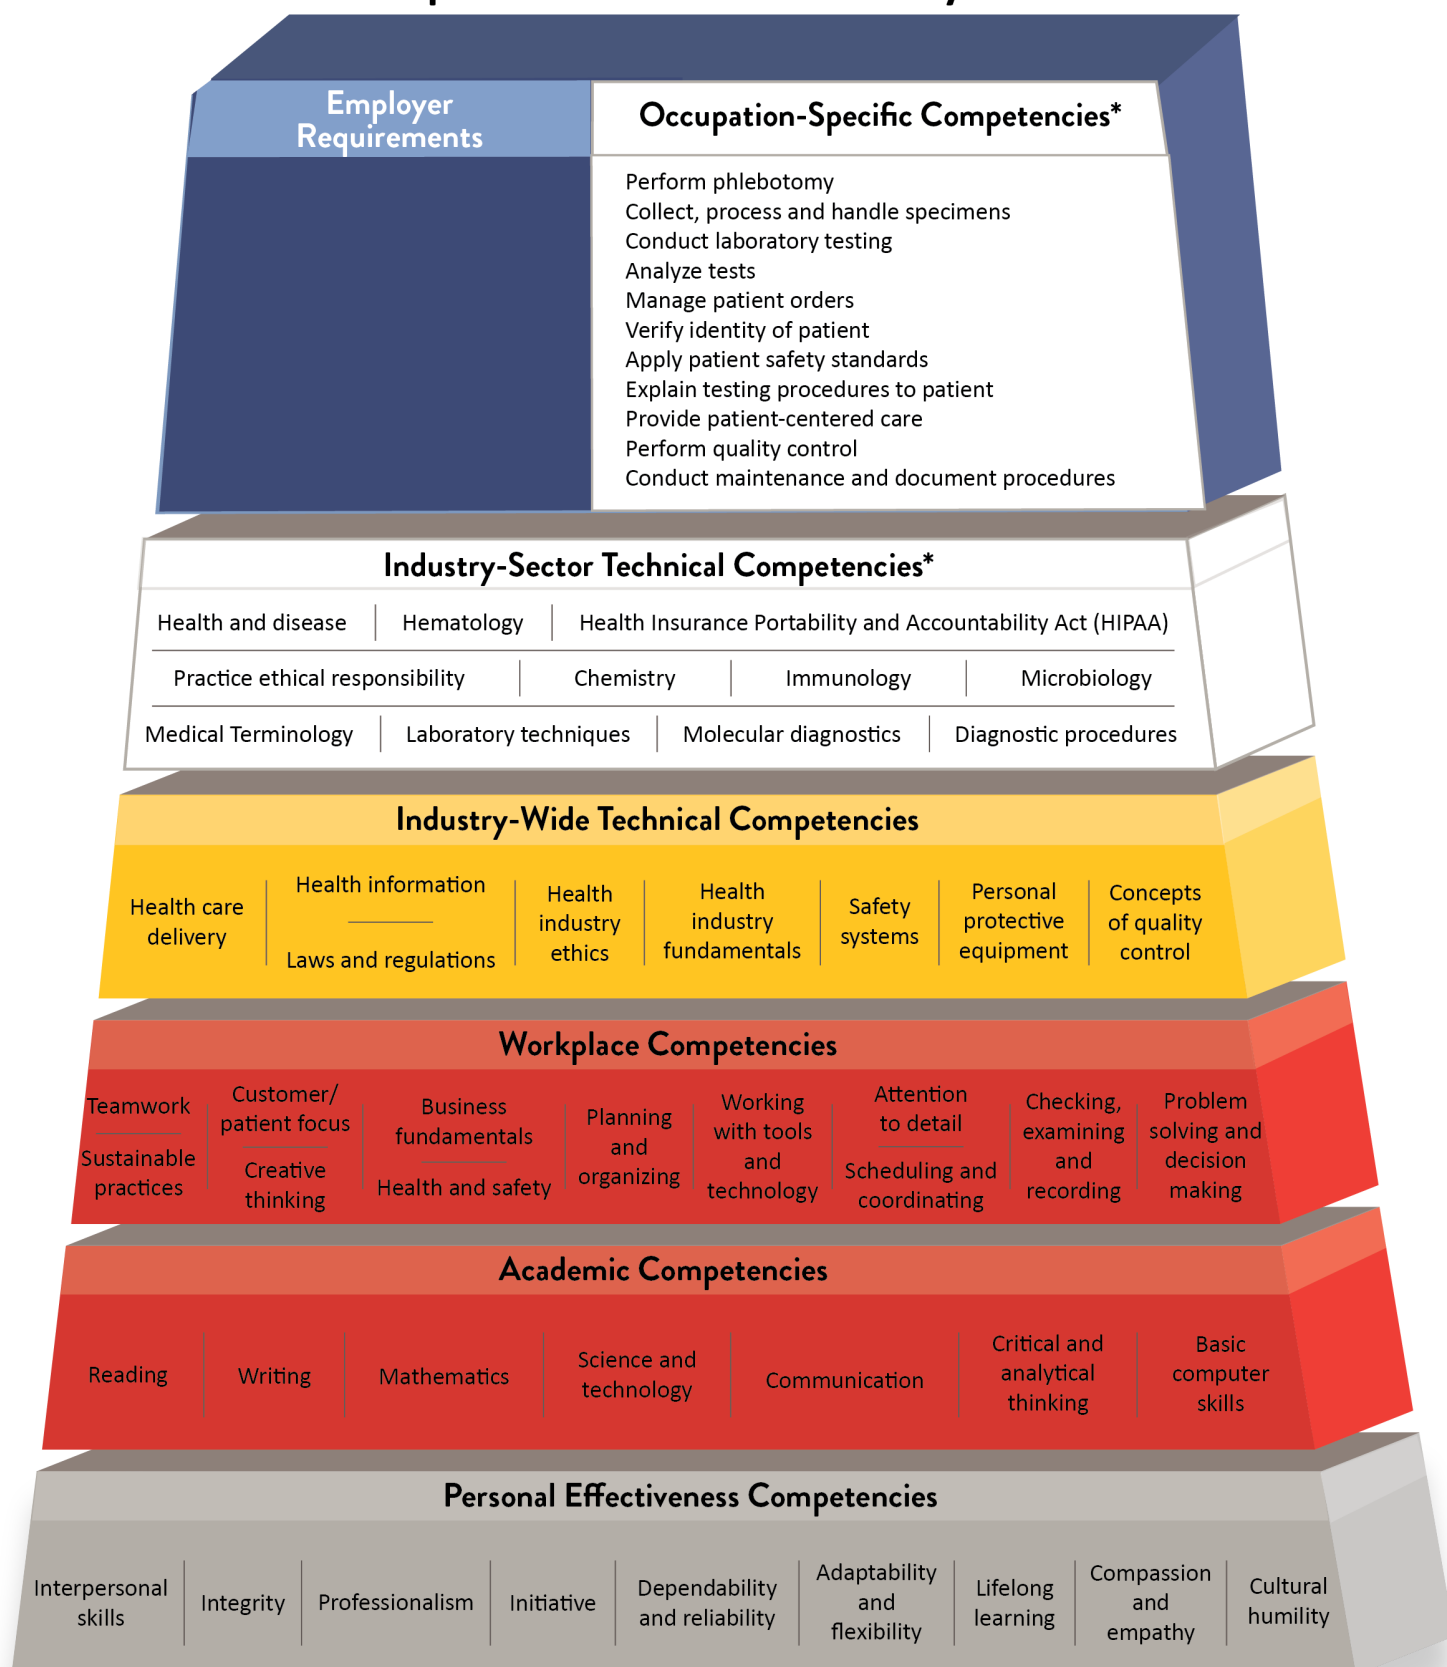 Employer
Requirements
Occupation-Specific Competencies*
Perform phlebotomy
Collect, process and handle specimens
Conduct laboratory testing
Analyze tests
Manage patient orders
Verify identity of patient
Apply patient safety standards
Explain testing procedures to patient
Provide patient-centered care
Perform quality control
Conduct maintenance and document procedures
Industry-Sector Technical Competencies*
Health and disease
Hematology
Health Insurance Portability and Accountability Act (HIPAA)
Practice ethical responsibility
Chemistry
Immunology
Microbiology
Medical Terminology
Laboratory techniques
Molecular diagnostics
Diagnostic procedures
Industry-Wide Technical Competencies
Health care
delivery
Health information
Laws and regulations
Health
industry
ethics
Health
industry
fundamentals
Safety
systems
Personal
protective
equipment
Concepts
of quality
control
Workplace Competencies
Teamwork
Sustainable
practices
Customer/
patient focus
Creative
thinking
Business
fundamentals
Health and safety
Planning
and
organizing
Working
with tools
and
technology
Attention
to detail
Scheduling and
coordinating
Checking,
examining
and
recording
Problem
solving and
decision
making
Academic Competencies
Reading
Writing
Mathematics
Science and
technology
Communication
Critical and
analytical
thinking
Basic
computer
skills
Personal Effectiveness Competencies
Interpersonal
skills
Integrity
Professionalism
Initiative
Dependability
and reliability
Adaptability
and
flexibility
Lifelong
learning
Compassion
and
empathy
Cultural
humility